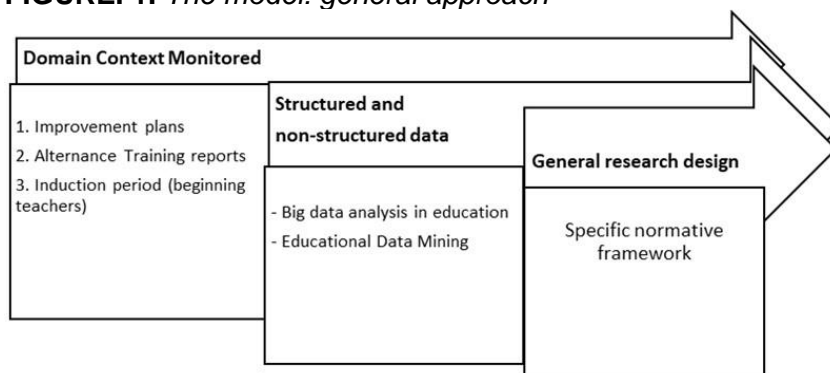 FIGURE. 1. The model: general approach
Domain Context Monitored
1. Improvement plans
2. Alternance Training reports
3. Induction period (beginning
teachers)
Structured and
non-structured data
- Big data analysis in education
- Educational Data Mining
General research design
Specific normative
framework